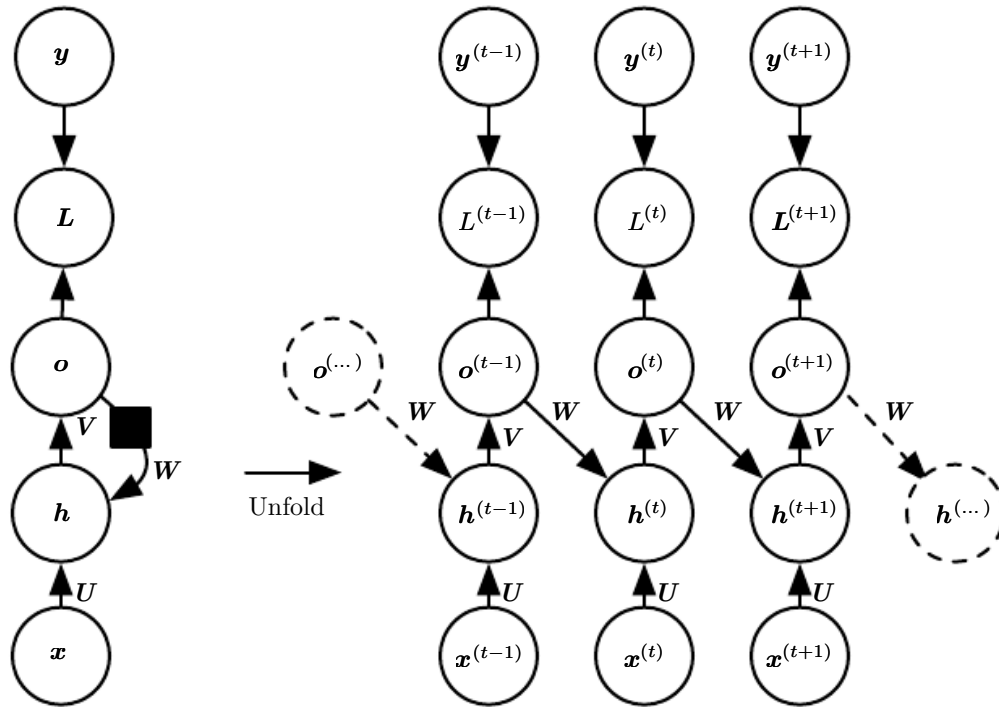 y y^(t−1) y^(t) y^(t+1)
L L^(t−1) L^(t) L^(t+1)
o o^(...) o^(t−1) o^(t) o^(t+1)
W W W W
V V V V
W
h h^(t−1) h^(t) h^(t+1) h^(...)
Unfold
U U U U
x x^(t−1) x^(t) x^(t+1)